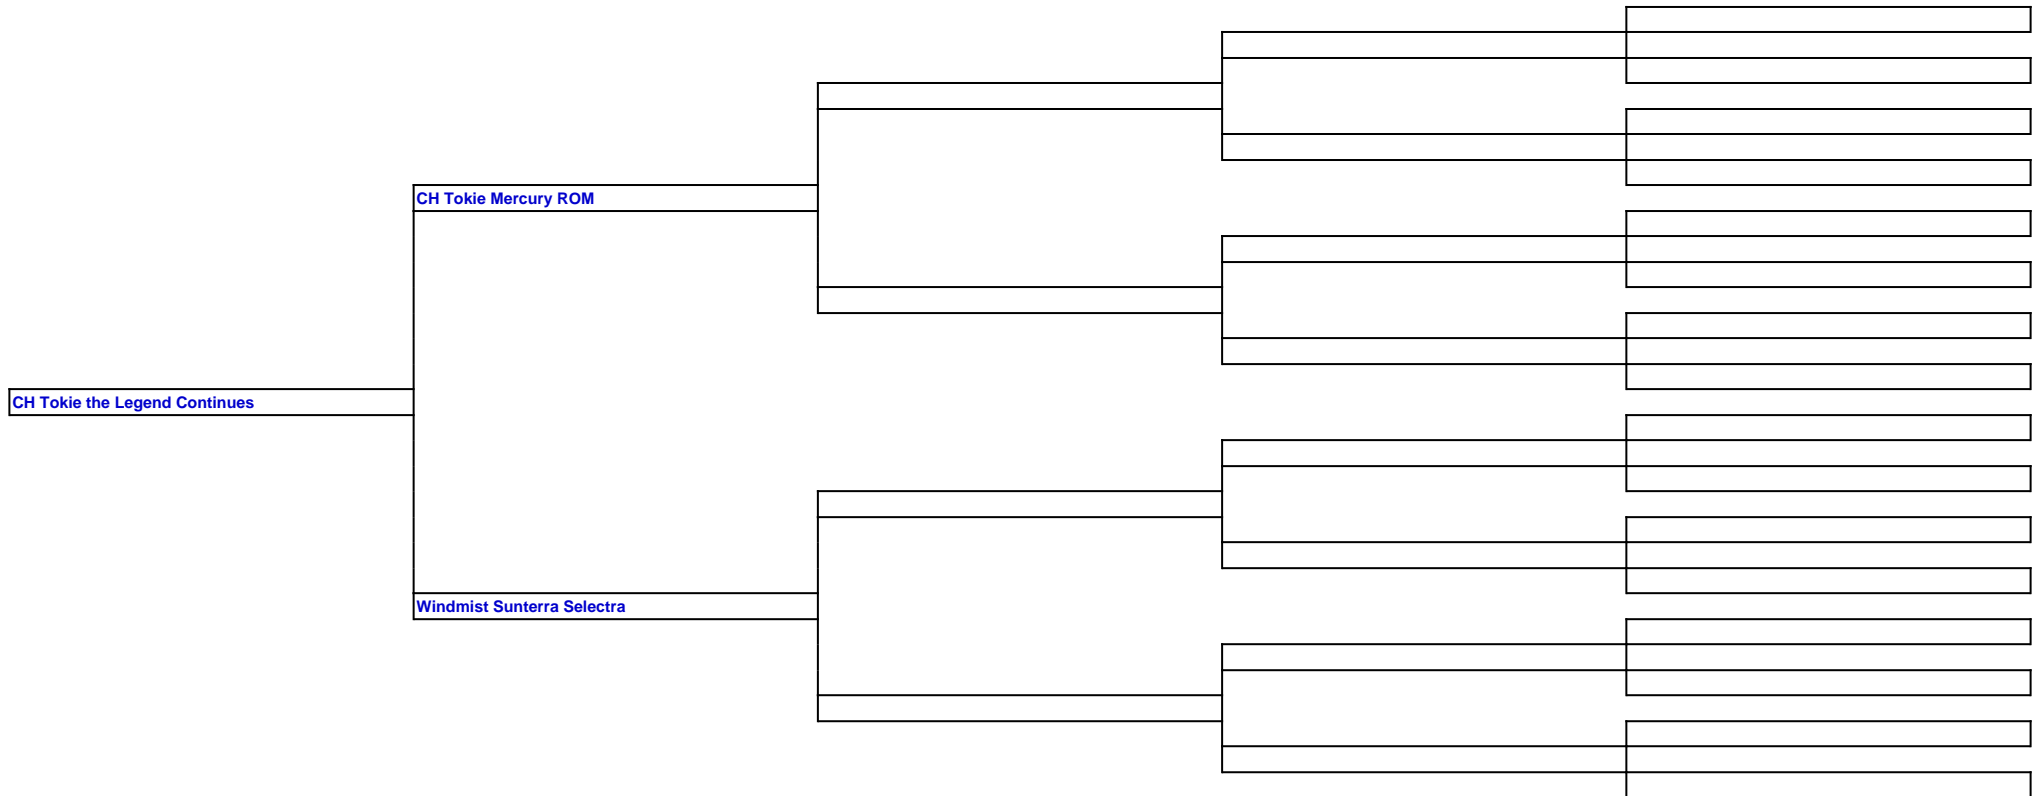 CH Tokie Mercury ROM
CH Tokie the Legend Continues
Windmist Sunterra Selectra